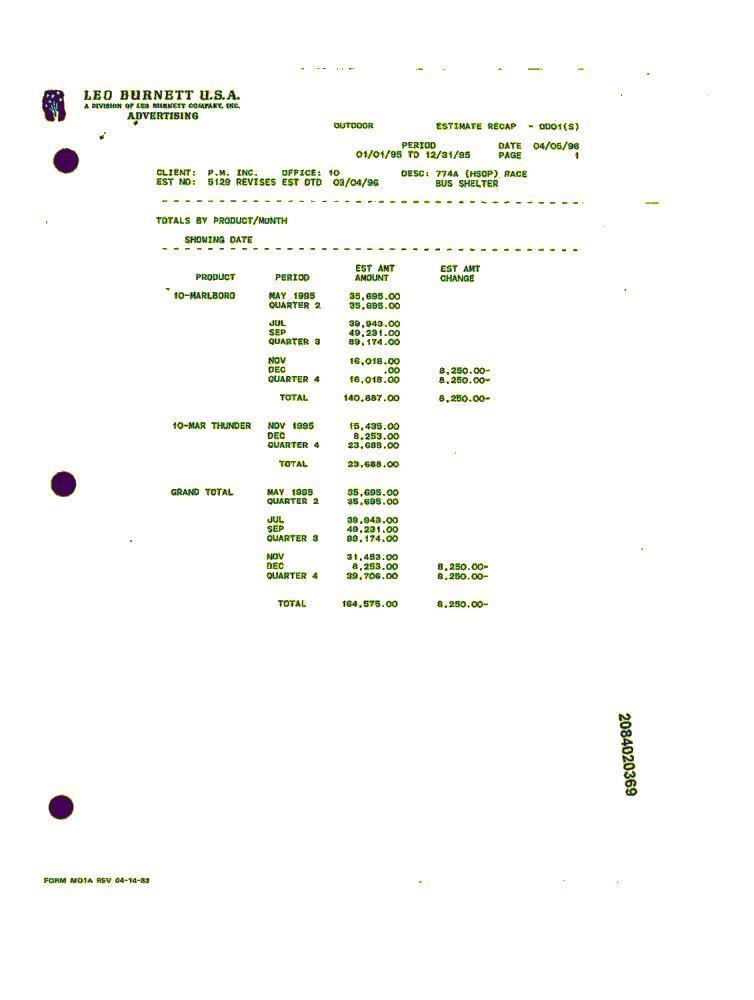 LEO BURNETT U.S.A.
A DIVISION OF LEO BURNETT COMPANY, INC.
ADVERTISING
OUTDOOR ESTIMATE RECAP - 0D01(S)
PERIOD DATE 04/05/96
01/01/95 TO 12/31/95 PAGE 1
CLIENT: P.M. INC. OFFICE: 10 DESC: 774A (HSOP) RACE
EST NO: 5129 REVISES EST DTD 03/04/96 BUS SHELTER
TOTALS BY PRODUCT/MONTH
SHOWING DATE
EST AMT EST AMT
PRODUCT PERIOD AMOUNT CHANGE
10-MARLBORO MAY 1995 35,695.00
QUARTER 2 35,695.00
JUL 39,943.00
SEP 49,231.00
QUARTER 3 89,174.00
NOV 16,018.00
DEC .00 8,250.00-
QUARTER 4 16,018.00 8,250.00-
TOTAL 140,887.00 8,250.00-
10-MAR THUNDER NOV 1995 15,435.00
DEC 8,253.00
QUARTER 4 23,688.00
TOTAL 23,688.00
GRAND TOTAL MAY 1995 35,695.00
QUARTER 2 35,695.00
JUL 39,943.00
SEP 49,231.00
QUARTER 3 89,174.00
NOV 31,453.00
DEC 8,253.00 8,250.00-
QUARTER 4 39,706.00 8,250.00-
TOTAL 164,575.00 8,250.00-
2084020369
FORM MO1A REV 04-14-83